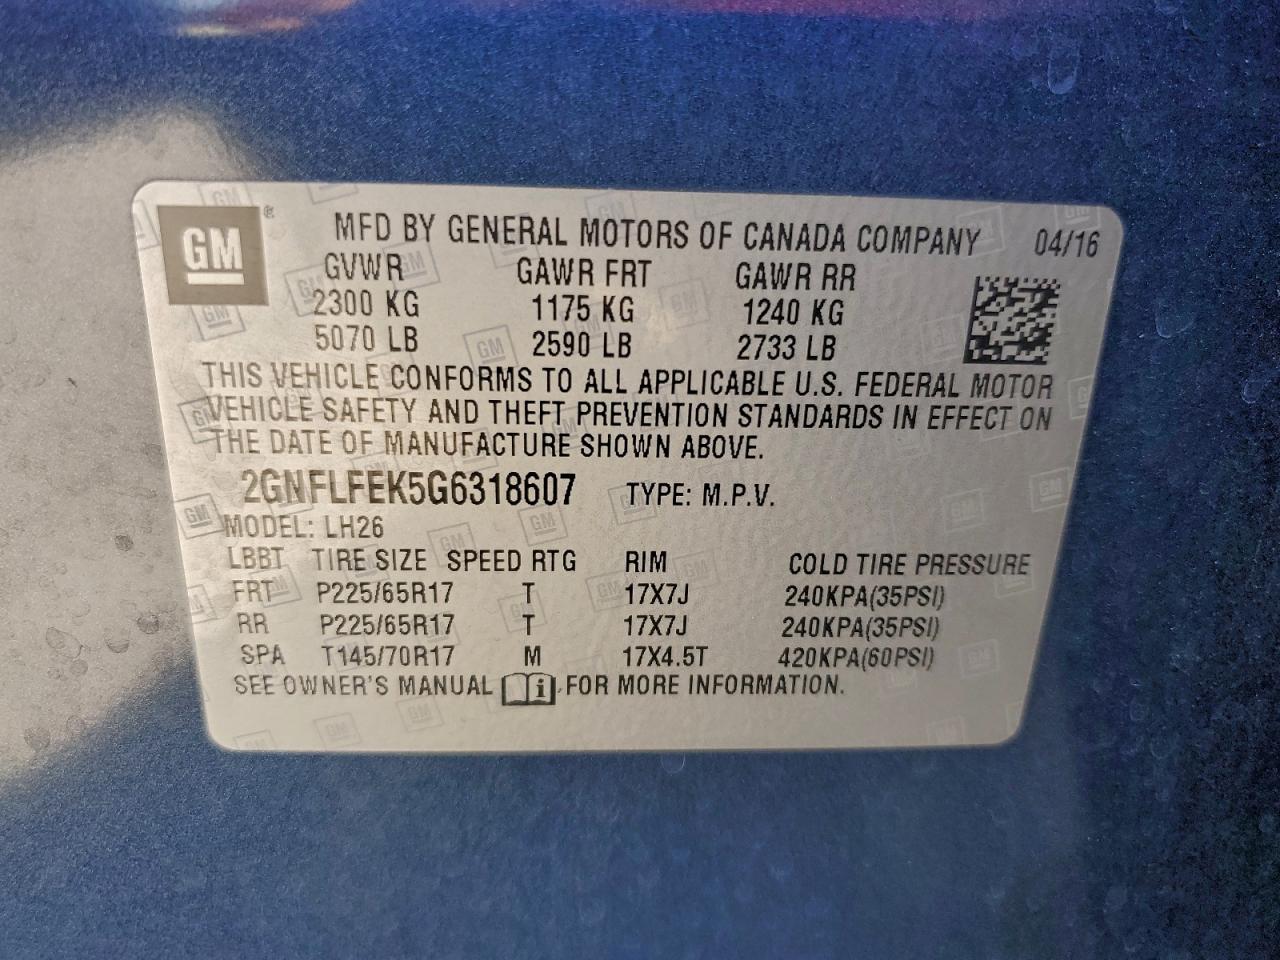 GM ®
MFD BY GENERAL MOTORS OF CANADA COMPANY 04/16
GVWR GAWR FRT GAWR RR
2300 KG 1175 KG 1240 KG
5070 LB 2590 LB 2733 LB
THIS VEHICLE CONFORMS TO ALL APPLICABLE U.S. FEDERAL MOTOR
VEHICLE SAFETY AND THEFT PREVENTION STANDARDS IN EFFECT ON
THE DATE OF MANUFACTURE SHOWN ABOVE.
2GNFLFEK5G6318607 TYPE: M.P.V.
MODEL: LH26
LBBT TIRE SIZE SPEED RTG RIM COLD TIRE PRESSURE
FRT P225/65R17 T 17X7J 240KPA(35PSI)
RR P225/65R17 T 17X7J 240KPA(35PSI)
SPA T145/70R17 M 17X4.5T 420KPA(60PSI)
SEE OWNER'S MANUAL i FOR MORE INFORMATION.